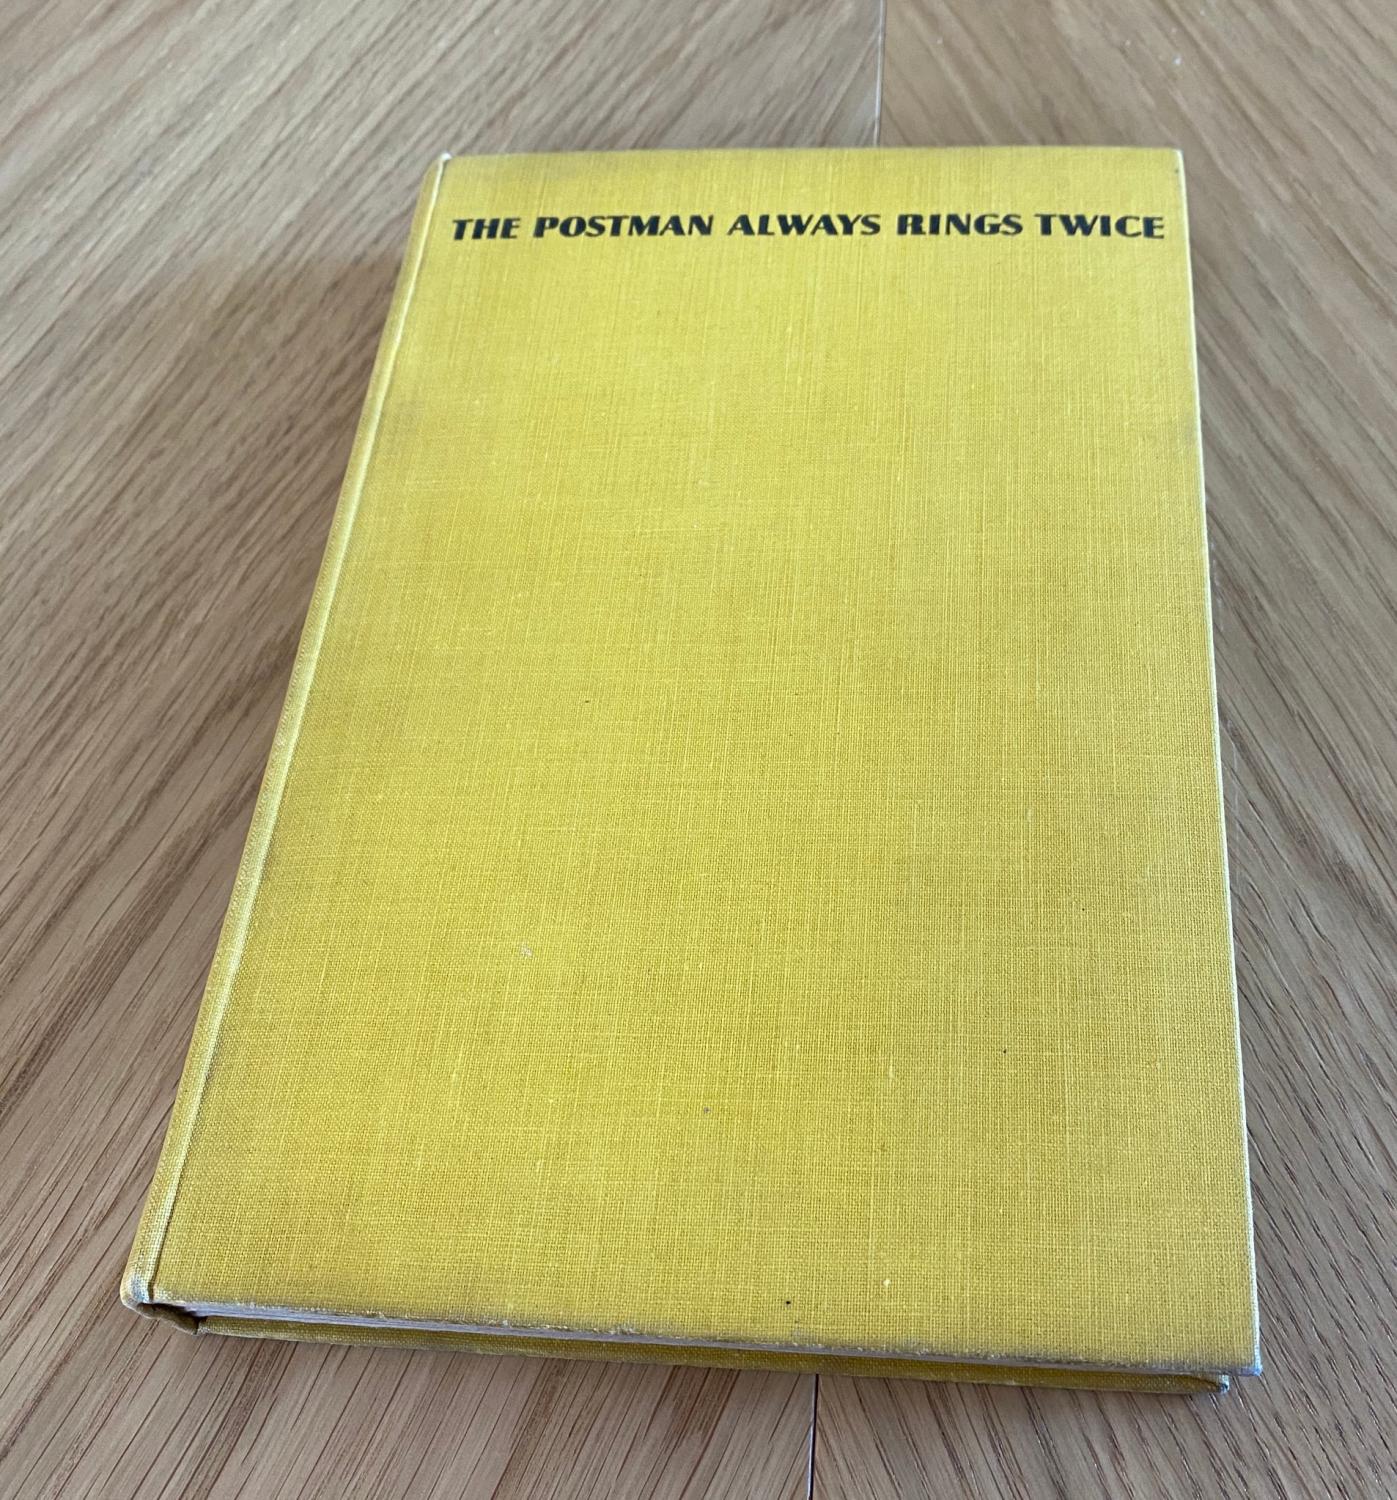 THE POSTMAN ALWAYS RINGS TWICE